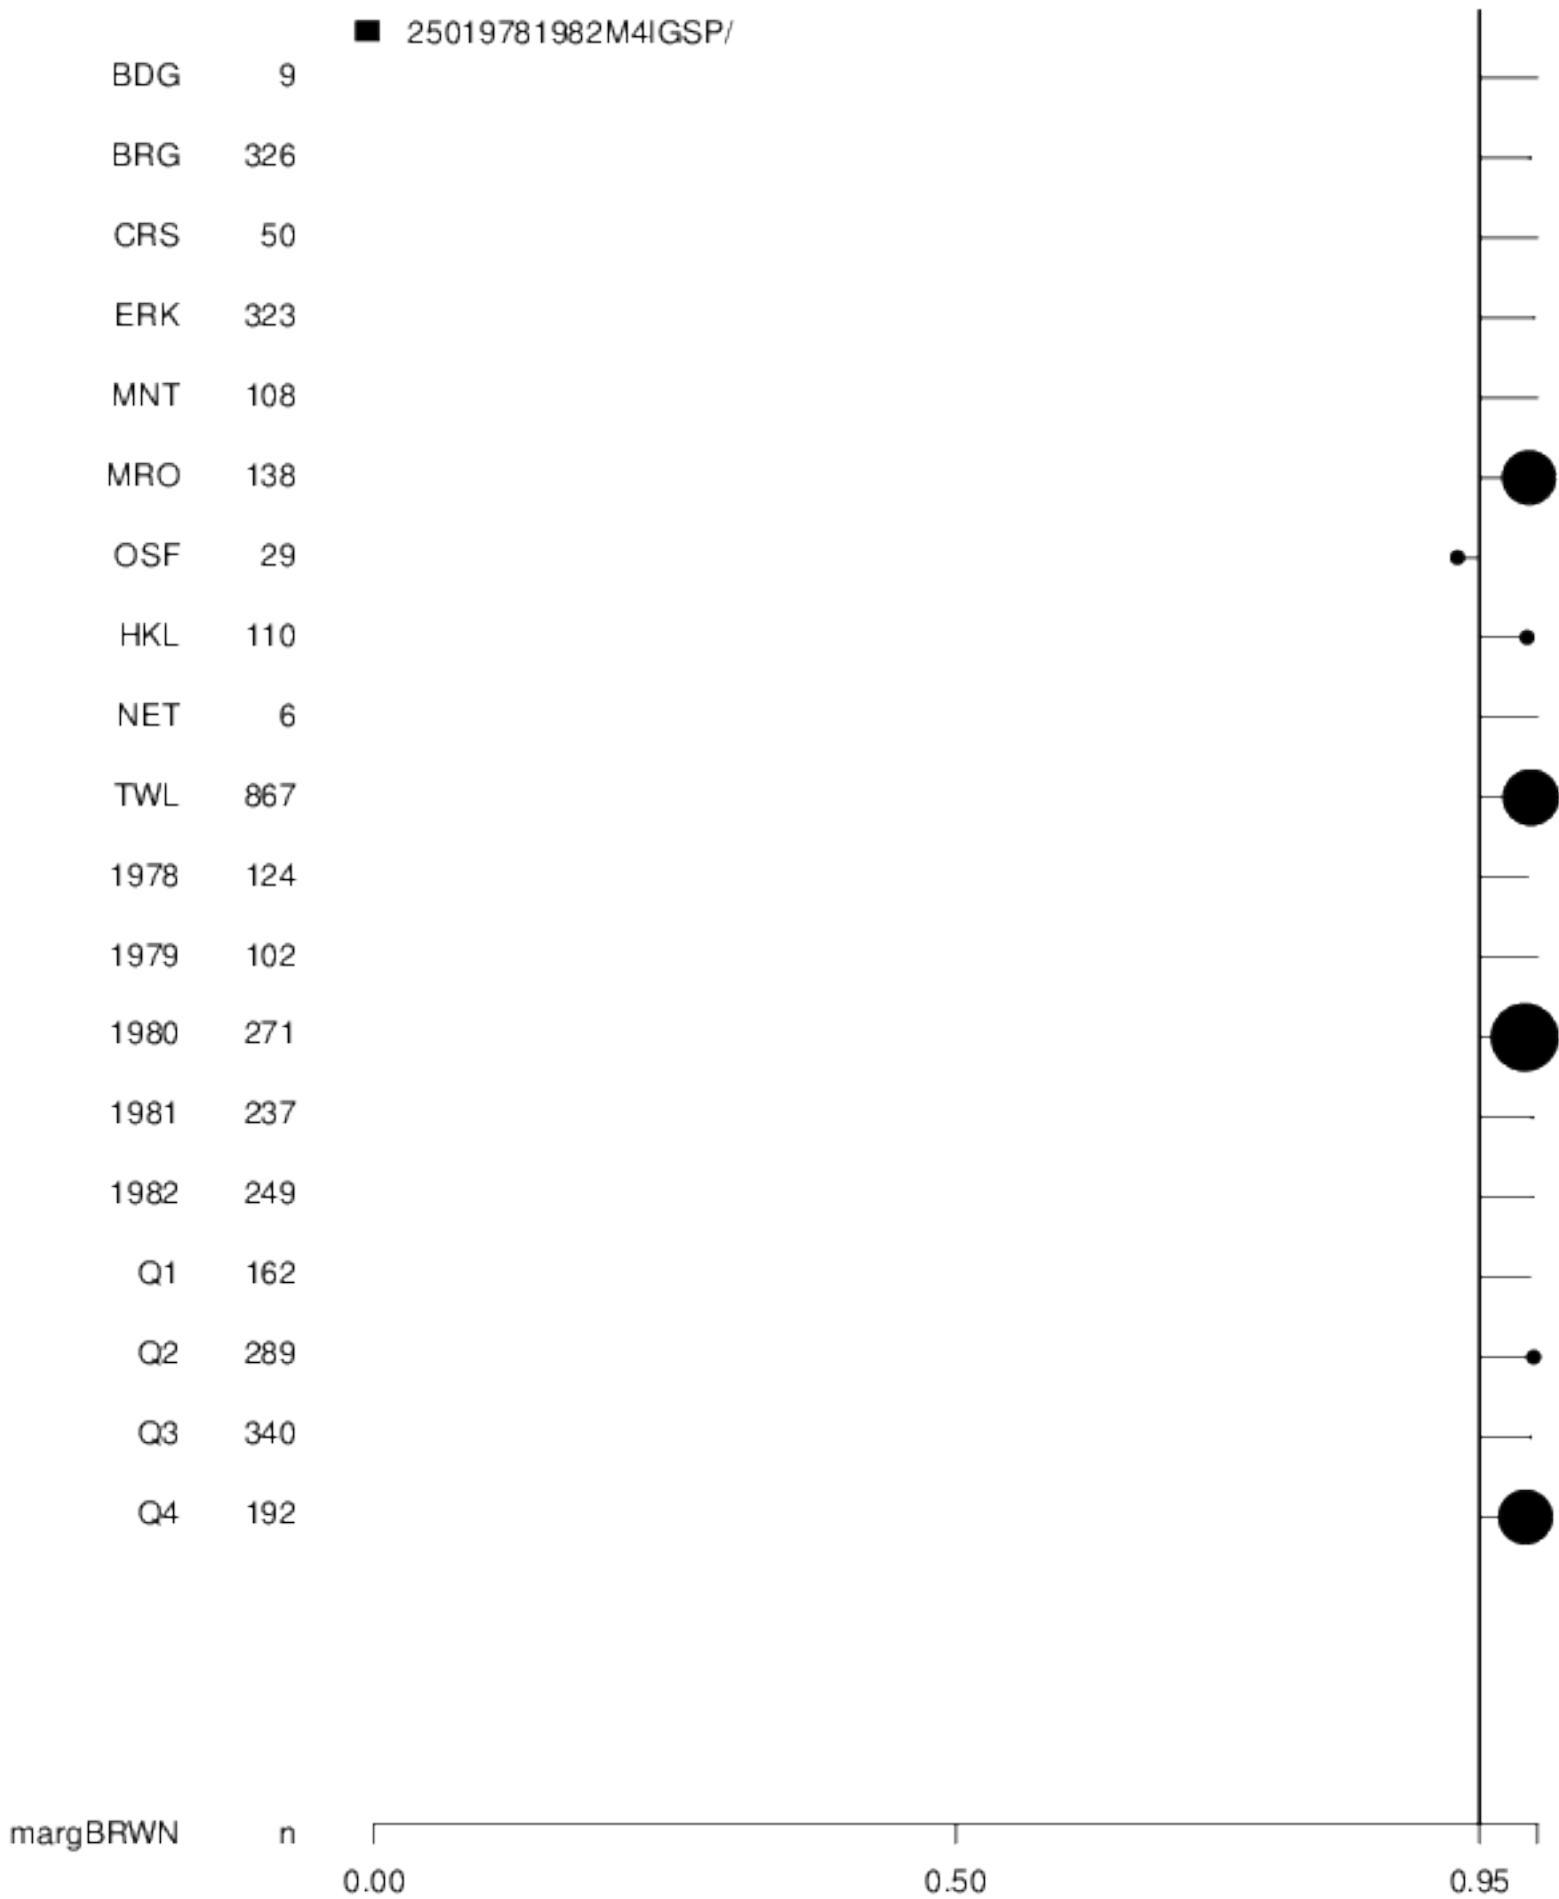 25019781982M4IGSP/
BDG 9
BRG 326
CRS 50
ERK 323
MNT 108
MRO 138
OSF 29
HKL 110
NET 6
TWL 867
1978 124
1979 102
1980 271
1981 237
1982 249
Q1 162
Q2 289
Q3 340
Q4 192
margBRWN n
0.00 0.50 0.95